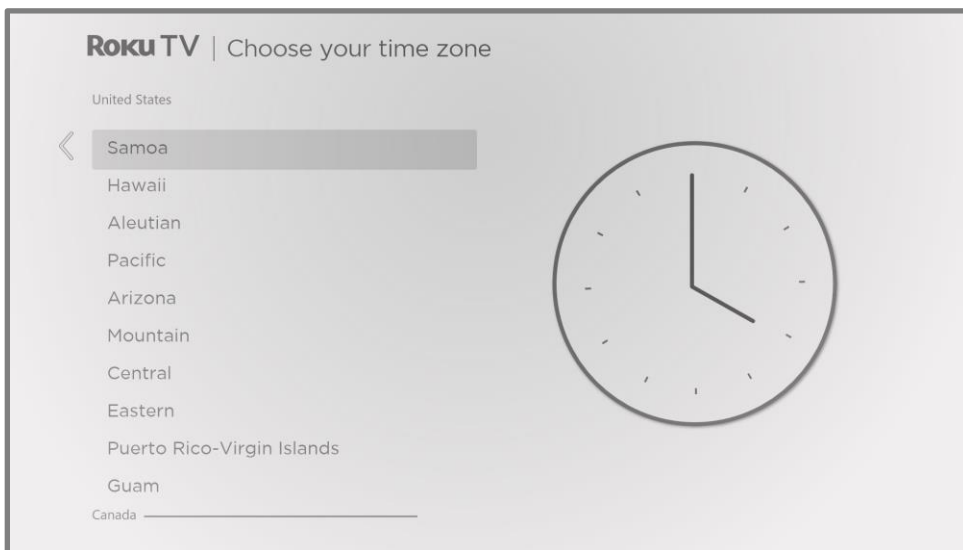 Roku TV | Choose your time zone
United States
Samoa
Hawaii
Aleutian
Pacific
Arizona
Mountain
Central
Eastern
Puerto Rico-Virgin Islands
Guam
Canada